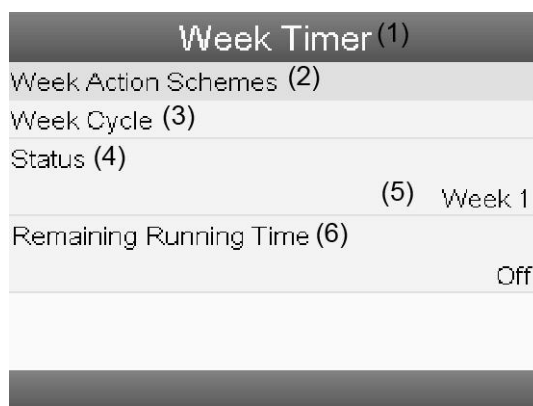 Week Timer (1)
Week Action Schemes (2)
Week Cycle (3)
Status (4)
(5) Week 1
Remaining Running Time (6)
Off